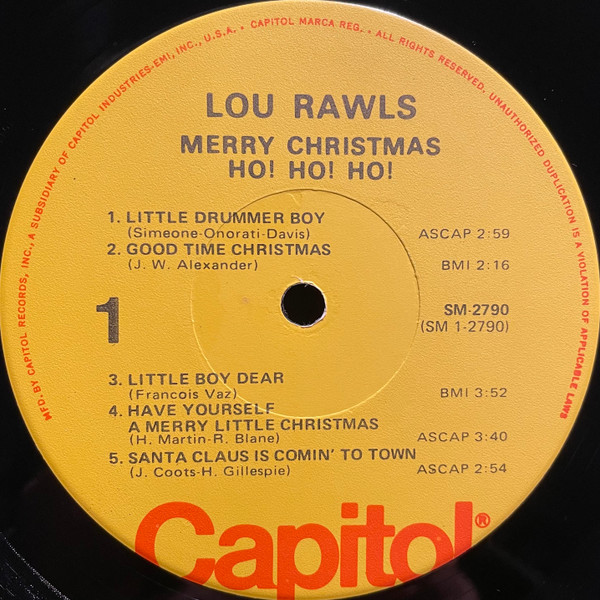 MFD. BY CAPITOL RECORDS, INC., A SUBSIDIARY OF CAPITOL INDUSTRIES-EMI, INC., U.S.A. • CAPITOL MARCA REG. • ALL RIGHTS RESERVED. UNAUTHORIZED DUPLICATION IS A VIOLATION OF APPLICABLE LAWS
LOU RAWLS
MERRY CHRISTMAS
HO! HO! HO!
1. LITTLE DRUMMER BOY
(Simeone-Onorati-Davis) ASCAP 2:59
2. GOOD TIME CHRISTMAS
(J. W. Alexander) BMI 2:16
1
SM-2790
(SM 1-2790)
3. LITTLE BOY DEAR
(Francois Vaz) BMI 3:52
4. HAVE YOURSELF
A MERRY LITTLE CHRISTMAS
(H. Martin-R. Blane) ASCAP 3:40
5. SANTA CLAUS IS COMIN' TO TOWN
(J. Coots-H. Gillespie) ASCAP 2:54
Capitol®